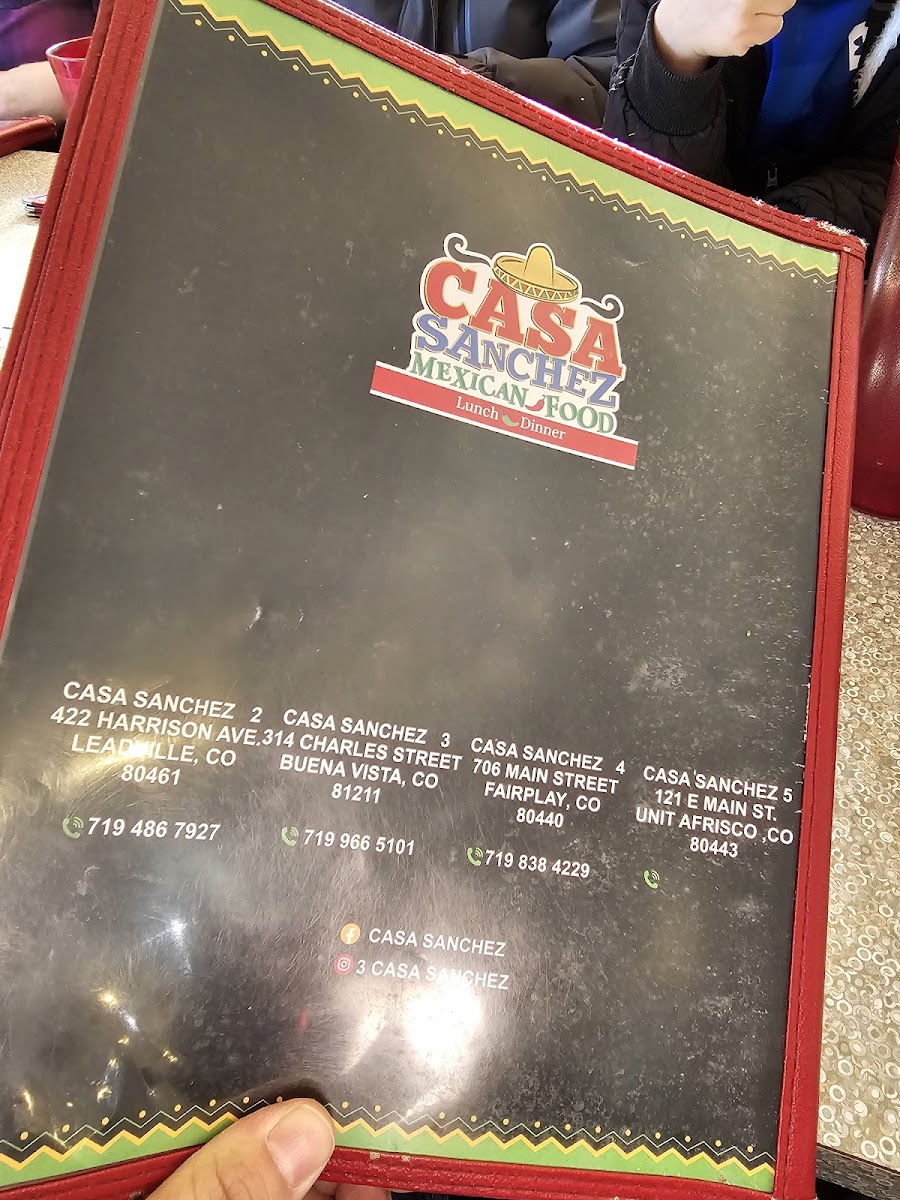 CASA
SANCHEZ
MEXICAN FOOD
Lunch Dinner
CASA SANCHEZ 2
422 HARRISON AVE.
LEADVILLE, CO
80461
719 486 7927
CASA SANCHEZ 3
314 CHARLES STREET
BUENA VISTA, CO
81211
719 966 5101
CASA SANCHEZ 4
706 MAIN STREET
FAIRPLAY, CO
80440
719 838 4229
CASA SANCHEZ 5
121 E MAIN ST.
UNIT AFRISCO ,CO
80443
CASA SANCHEZ
3 CASA SANCHEZ